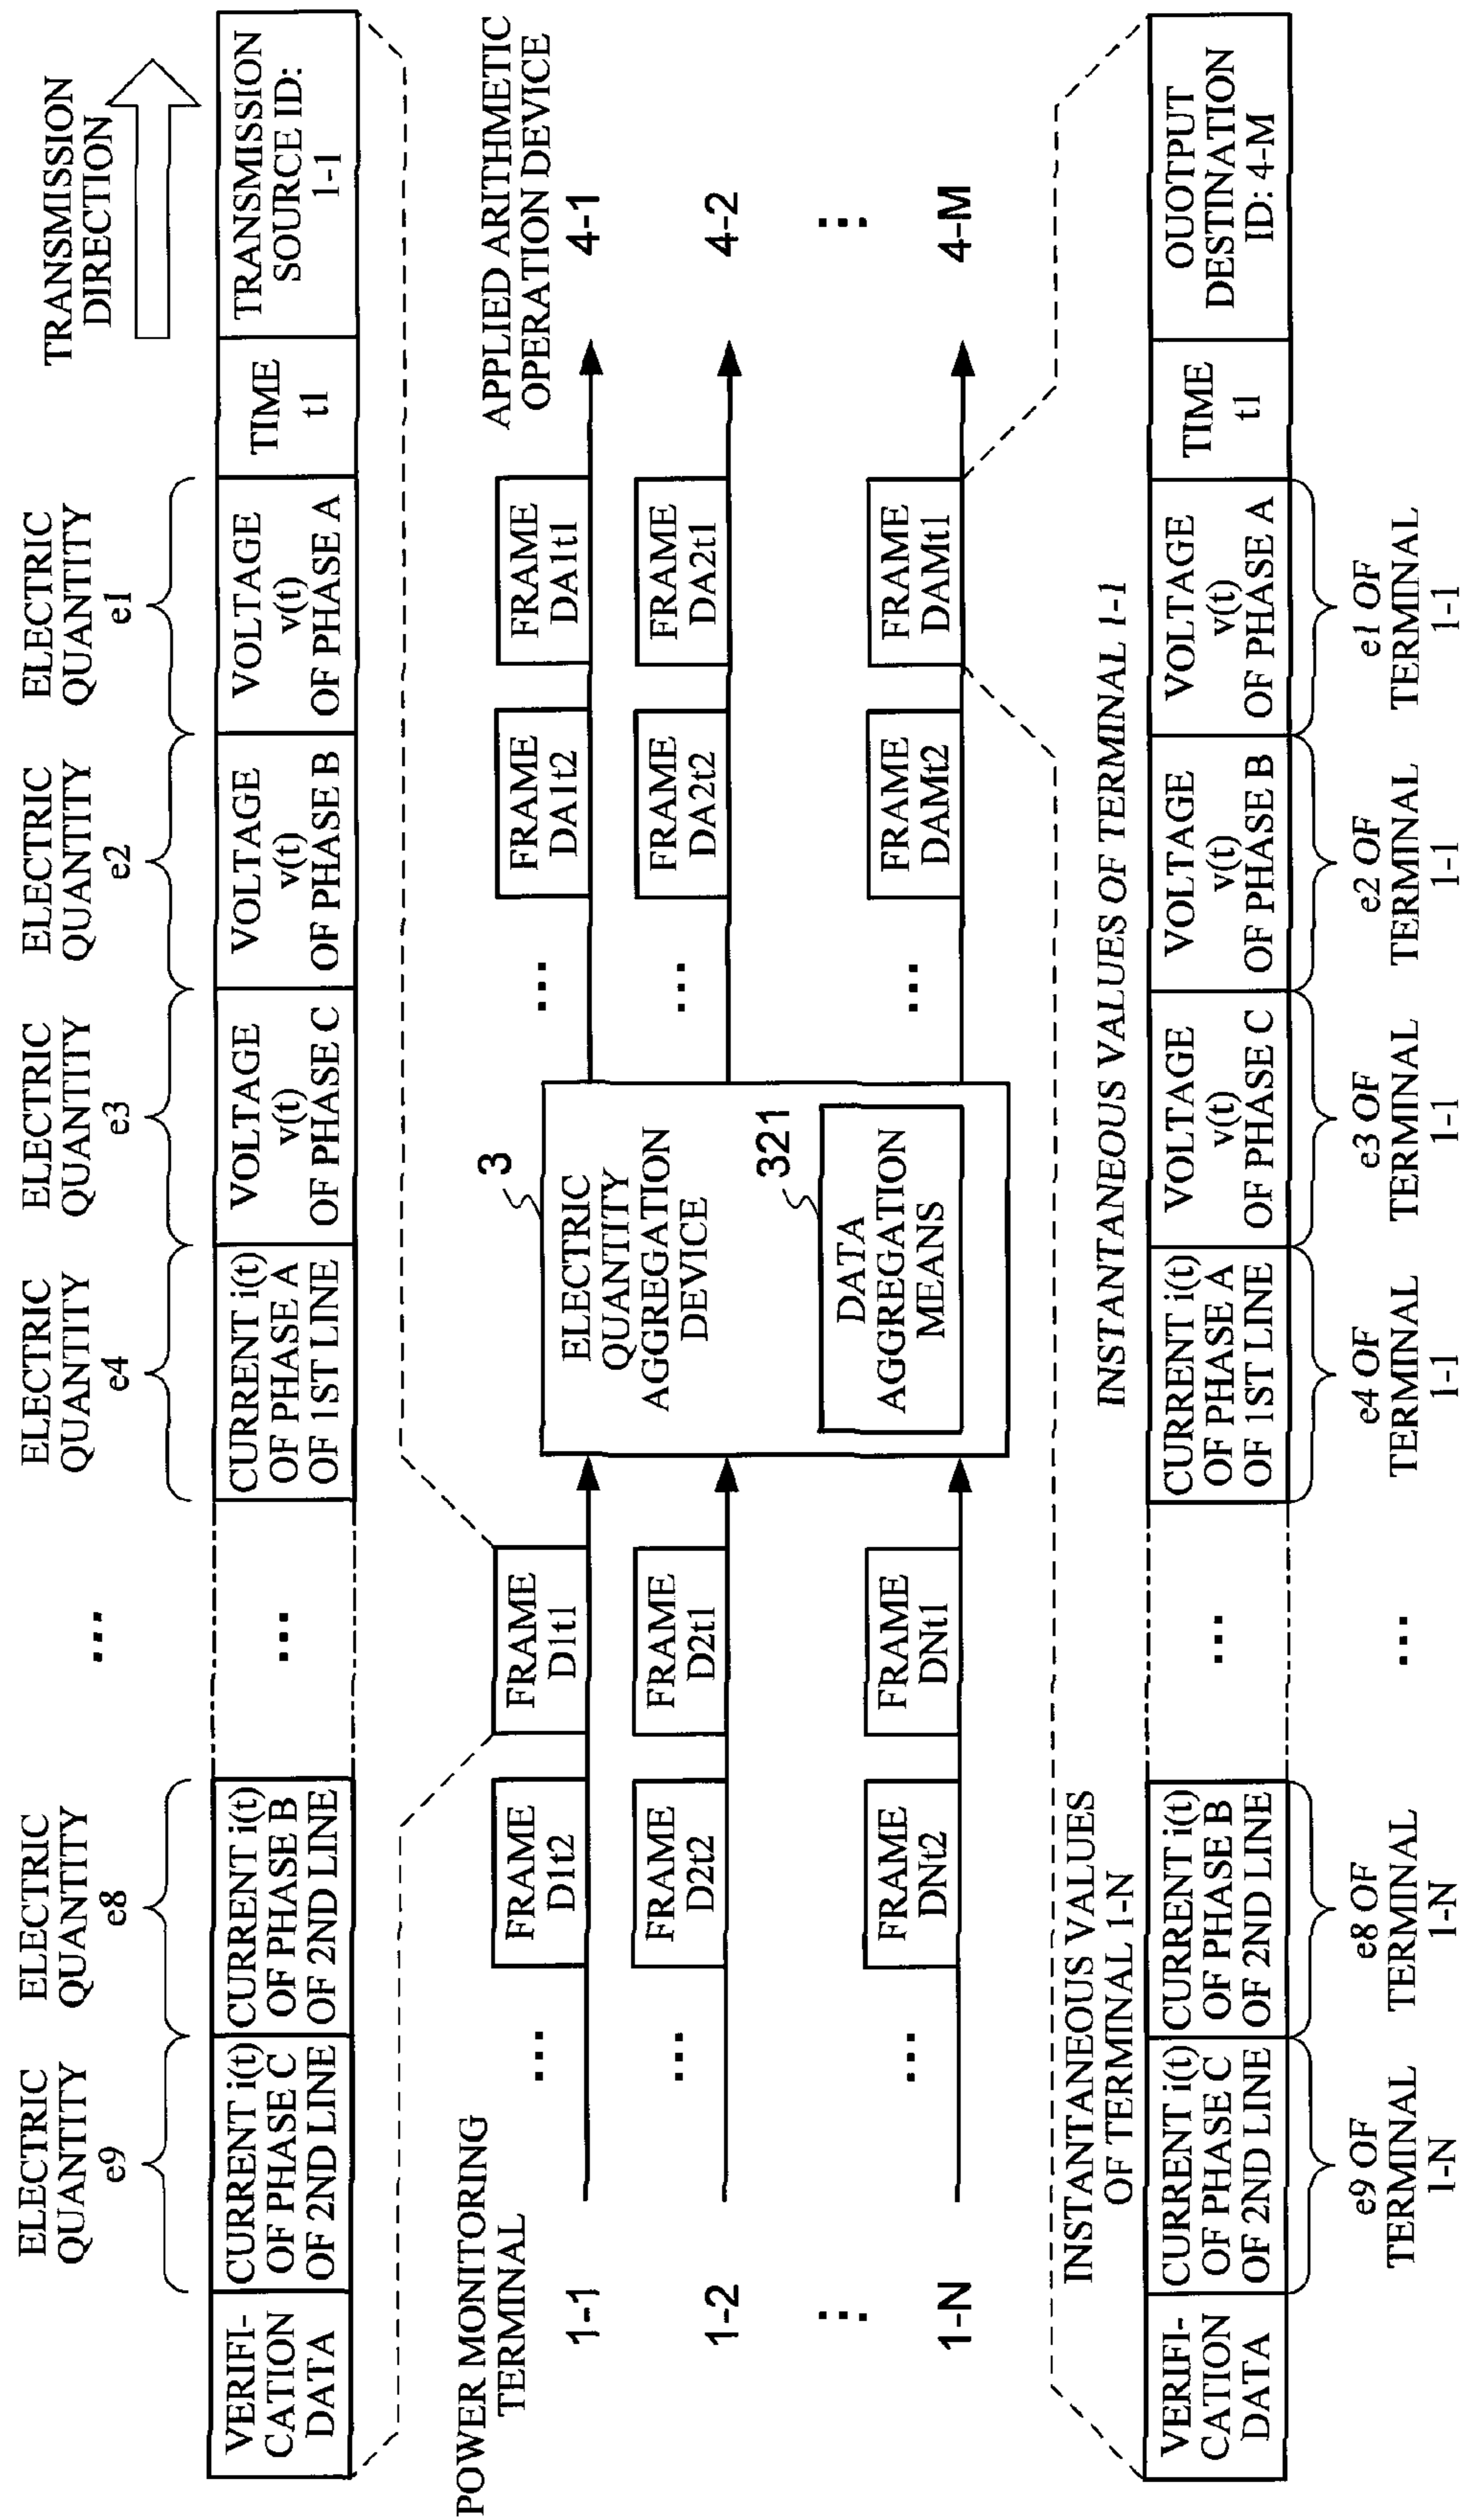 TRANSMISSION
DIRECTION
ELECTRIC
QUANTITY
e9
ELECTRIC
QUANTITY
e8
...
ELECTRIC
QUANTITY
e4
ELECTRIC
QUANTITY
e3
ELECTRIC
QUANTITY
e2
ELECTRIC
QUANTITY
e1
VERIFI-
CATION
DATA
CURRENT i(t)
OF PHASE C
OF 2ND LINE
CURRENT i(t)
OF PHASE B
OF 2ND LINE
...
CURRENT i(t)
OF PHASE A
OF 1ST LINE
VOLTAGE
v(t)
OF PHASE C
VOLTAGE
v(t)
OF PHASE B
VOLTAGE
v(t)
OF PHASE A
TIME
t1
TRANSMISSION
SOURCE ID:
1-1
POWER MONITORING
TERMINAL
APPLIED ARITHMETIC
OPERATION DEVICE
1-1
...
FRAME
D1t2
FRAME
D1t1
3
ELECTRIC
QUANTITY
AGGREGATION
DEVICE
...
FRAME
DA1t2
FRAME
DA1t1
4-1
1-2
...
FRAME
D2t2
FRAME
D2t1
321
DATA
AGGREGATION
MEANS
...
FRAME
DA2t2
FRAME
DA2t1
4-2
...
...
1-N
...
FRAME
DNt2
FRAME
DNt1
...
FRAME
DAMt2
FRAME
DAMt1
4-M
INSTANTANEOUS VALUES
OF TERMINAL 1-N
INSTANTANEOUS VALUES OF TERMINAL 1-1
VERIFI-
CATION
DATA
CURRENT i(t)
OF PHASE C
OF 2ND LINE
CURRENT i(t)
OF PHASE B
OF 2ND LINE
...
CURRENT i(t)
OF PHASE A
OF 1ST LINE
VOLTAGE
v(t)
OF PHASE C
VOLTAGE
v(t)
OF PHASE B
VOLTAGE
v(t)
OF PHASE A
TIME
t1
OUOTPUT
DESTINATION
ID: 4-M
e9 OF
TERMINAL
1-N
e8 OF
TERMINAL
1-N
...
e4 OF
TERMINAL
1-1
e3 OF
TERMINAL
1-1
e2 OF
TERMINAL
1-1
e1 OF
TERMINAL
1-1